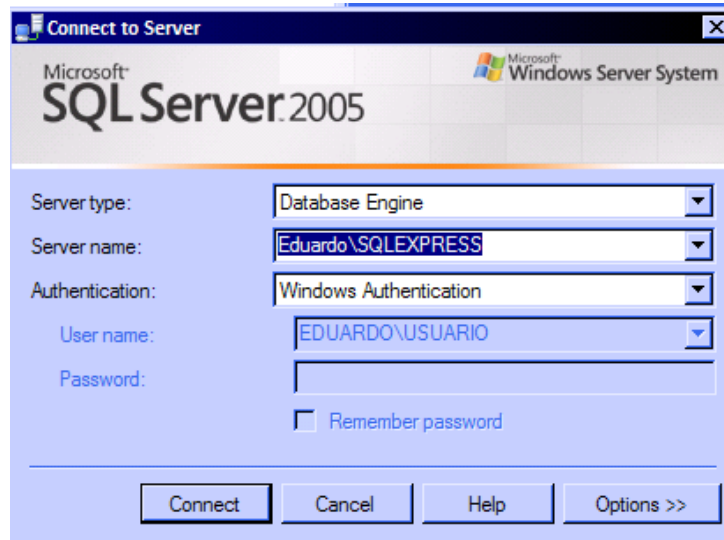 Connect to Server
Microsoft
SQL Server 2005
Microsoft
Windows Server System
Server type:
Database Engine
Server name:
Eduardo\SQLEXPRESS
Authentication:
Windows Authentication
User name:
EDUARDO\USUARIO
Password:
Remember password
Connect
Cancel
Help
Options >>